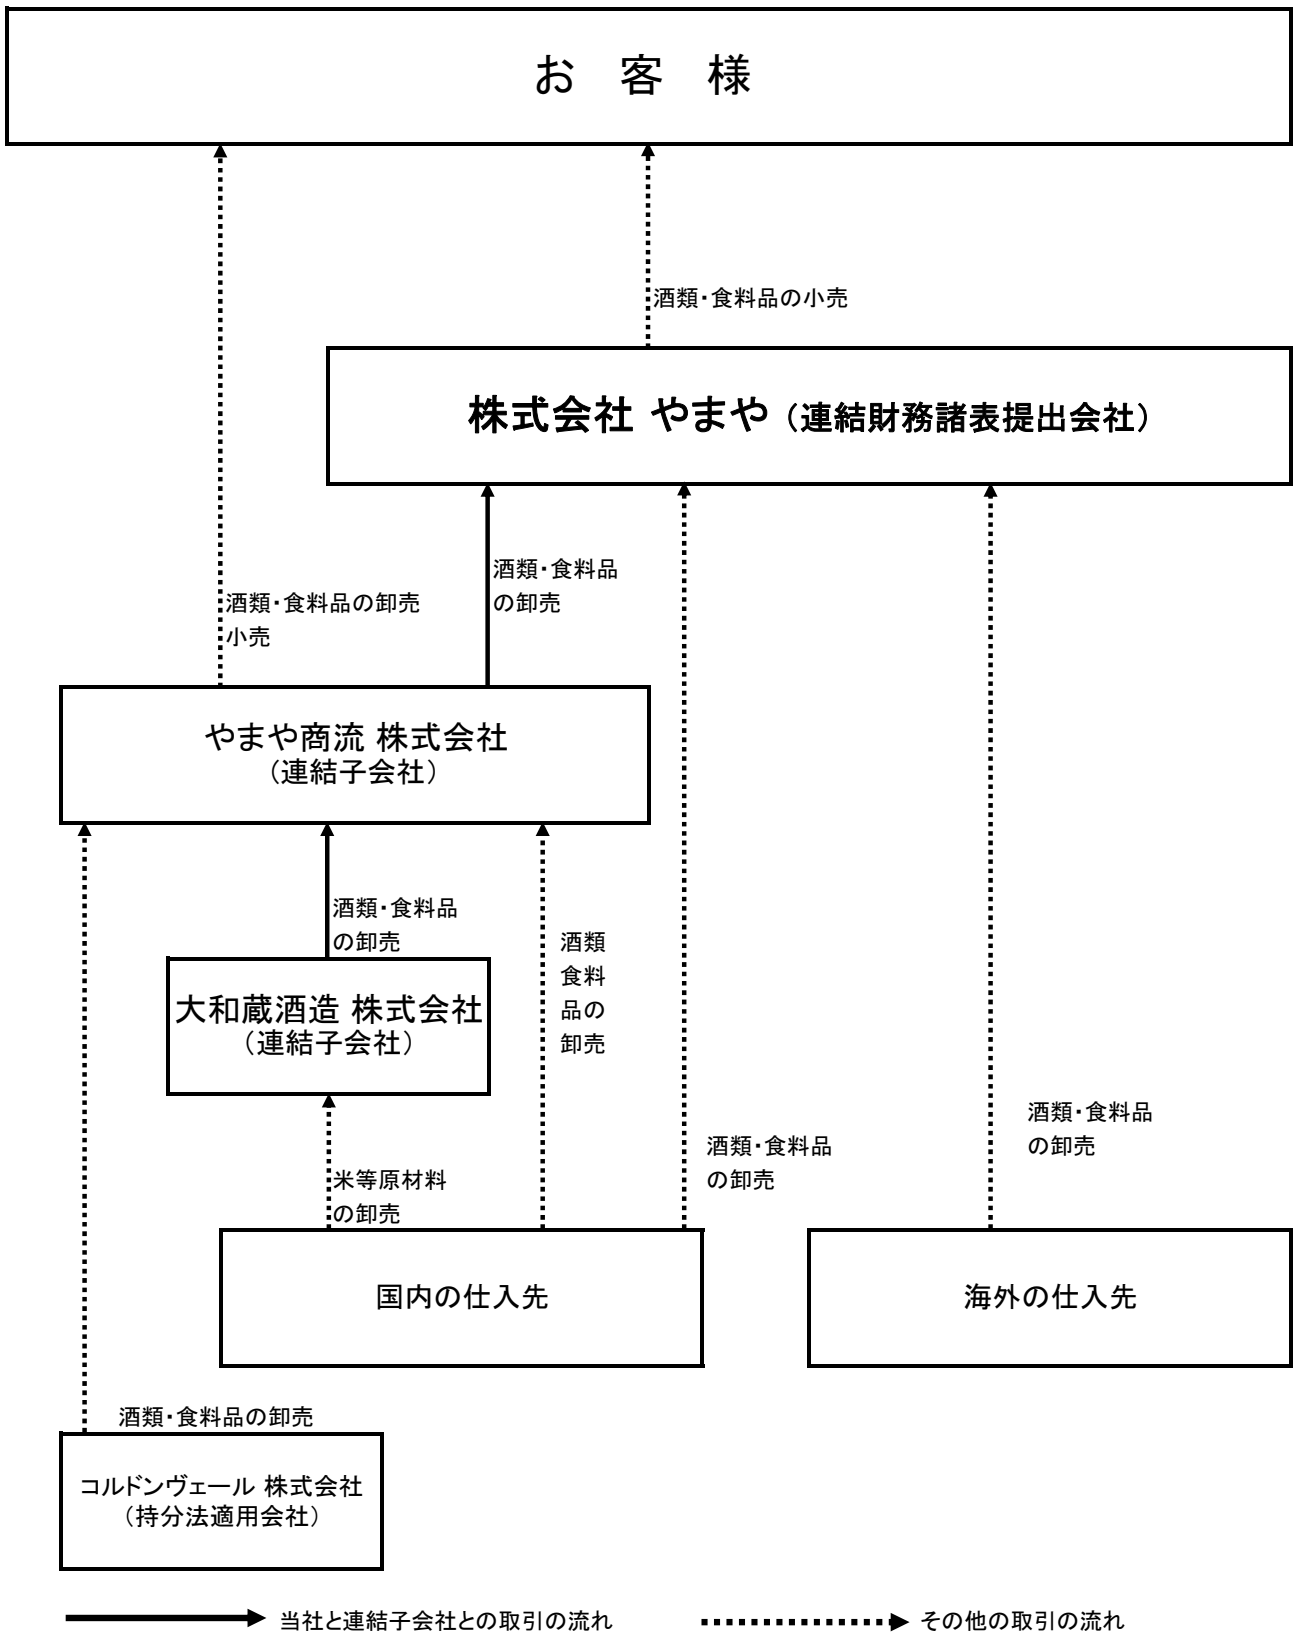 お 客 様
酒類・食料品の小売
株式会社 やまや（連結財務諸表提出会社）
酒類・食料品
の卸売
酒類・食料品の卸売
小売
やまや商流 株式会社
（連結子会社）
酒類・食料品
の卸売
酒類
食料
品の
卸売
大和蔵酒造 株式会社
（連結子会社）
酒類・食料品
の卸売
酒類・食料品
の卸売
米等原材料
の卸売
国内の仕入先
海外の仕入先
酒類・食料品の卸売
コルドンヴェール 株式会社
（持分法適用会社）
当社と連結子会社との取引の流れ
その他の取引の流れ